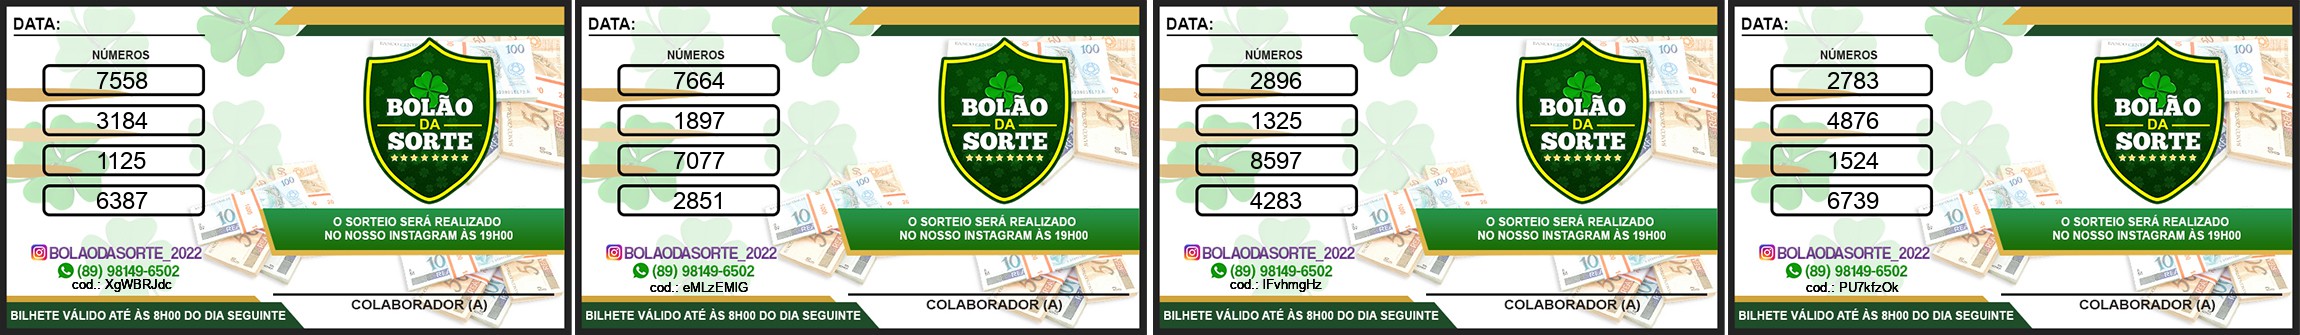 DATA:
NÚMEROS
7558
3184
1125
6387
BOLÃO
DA
SORTE
O SORTEIO SERÁ REALIZADO
NO NOSSO INSTAGRAM ÀS 19H00
BOLAODASORTE_2022
(89) 98149-6502
cod.: XgWBRJdc
COLABORADOR (A)
BILHETE VÁLIDO ATÉ ÀS 8H00 DO DIA SEGUINTE
DATA:
NÚMEROS
7664
1897
7077
2851
BOLÃO
DA
SORTE
O SORTEIO SERÁ REALIZADO
NO NOSSO INSTAGRAM ÀS 19H00
BOLAODASORTE_2022
(89) 98149-6502
cod.: eMLzEMlG
COLABORADOR (A)
BILHETE VÁLIDO ATÉ ÀS 8H00 DO DIA SEGUINTE
DATA:
NÚMEROS
2896
1325
8597
4283
BOLÃO
DA
SORTE
O SORTEIO SERÁ REALIZADO
NO NOSSO INSTAGRAM ÀS 19H00
BOLAODASORTE_2022
(89) 98149-6502
cod.: IFvhmgHz
COLABORADOR (A)
BILHETE VÁLIDO ATÉ ÀS 8H00 DO DIA SEGUINTE
DATA:
NÚMEROS
2783
4876
1524
6739
BOLÃO
DA
SORTE
O SORTEIO SERÁ REALIZADO
NO NOSSO INSTAGRAM ÀS 19H00
BOLAODASORTE_2022
(89) 98149-6502
cod.: PU7kfzOk
COLABORADOR (A)
BILHETE VÁLIDO ATÉ ÀS 8H00 DO DIA SEGUINTE